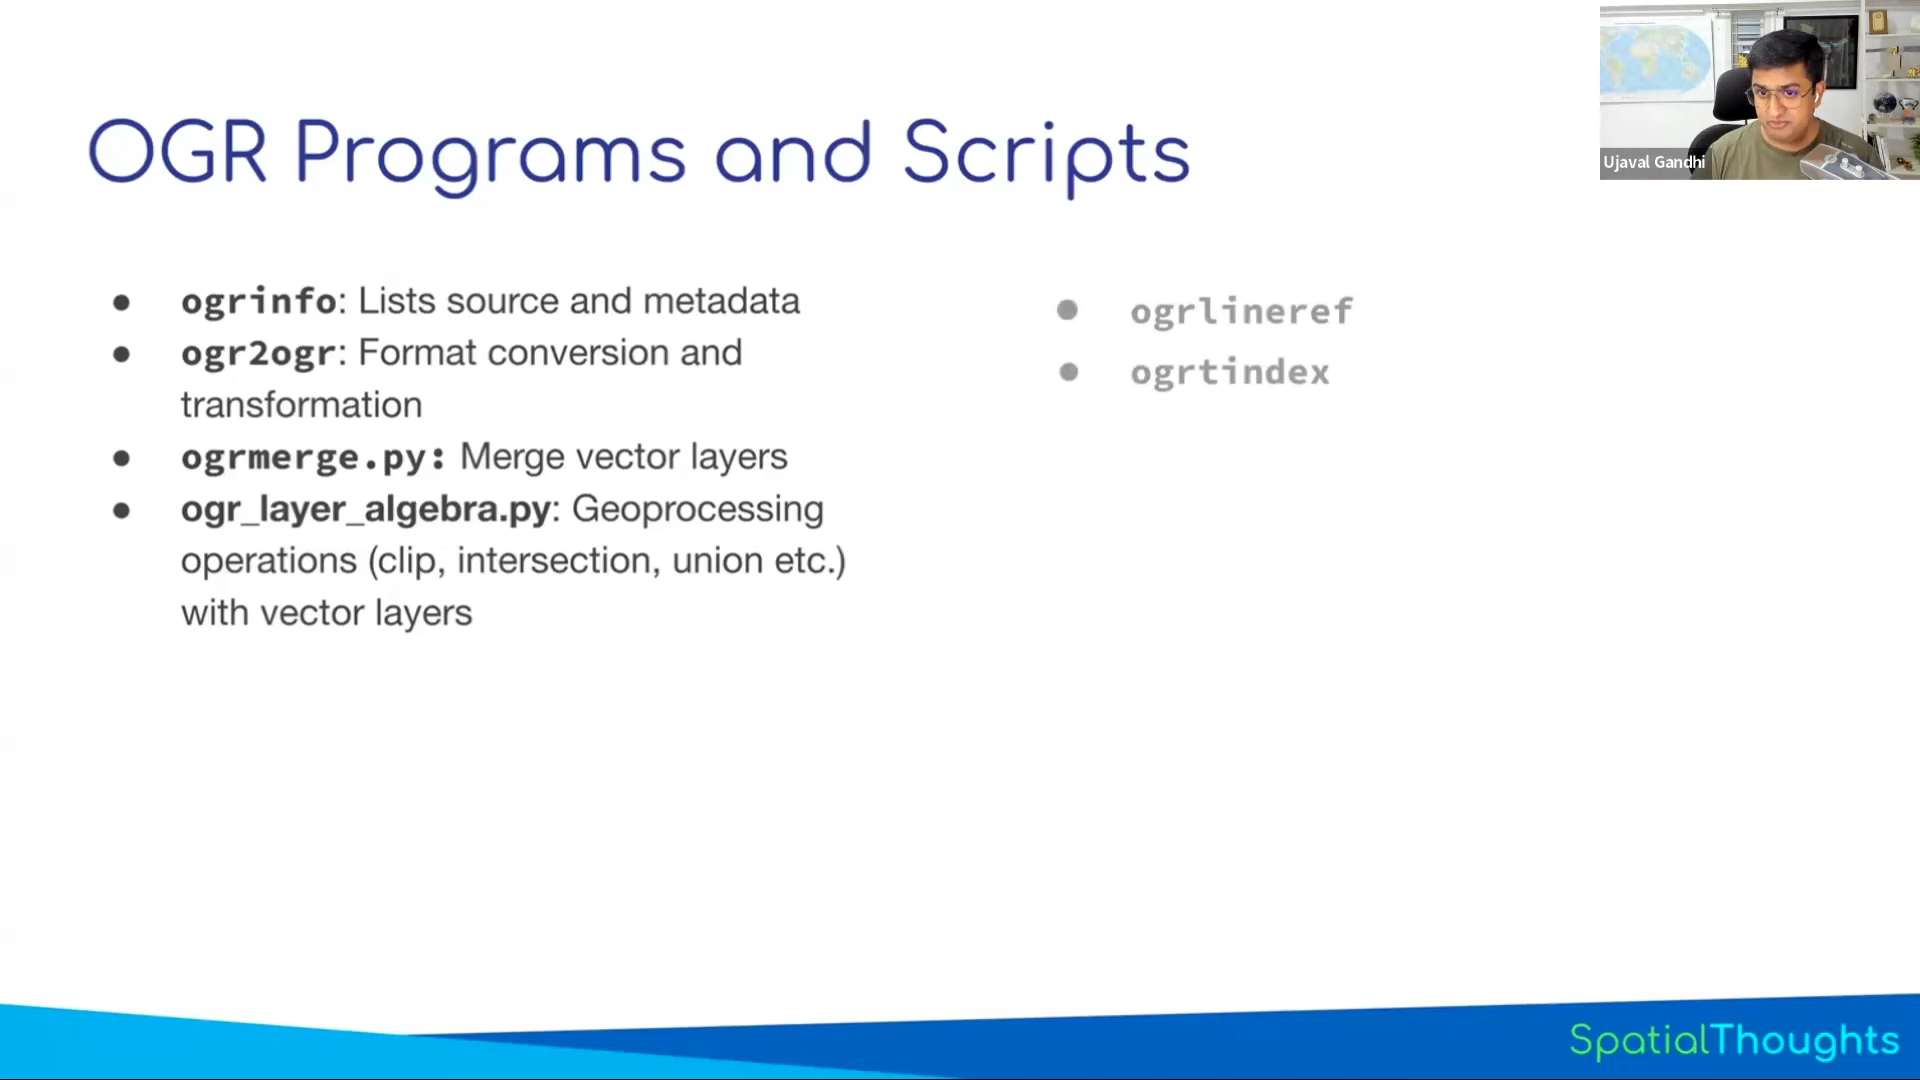 OGR Programs and Scripts
● ogrinfo: Lists source and metadata
● ogr2ogr: Format conversion and
transformation
● ogrmerge.py: Merge vector layers
● ogr_layer_algebra.py: Geoprocessing
operations (clip, intersection, union etc.)
with vector layers
● ogrlineref
● ogrtindex
Ujaval Gandhi
SpatialThoughts